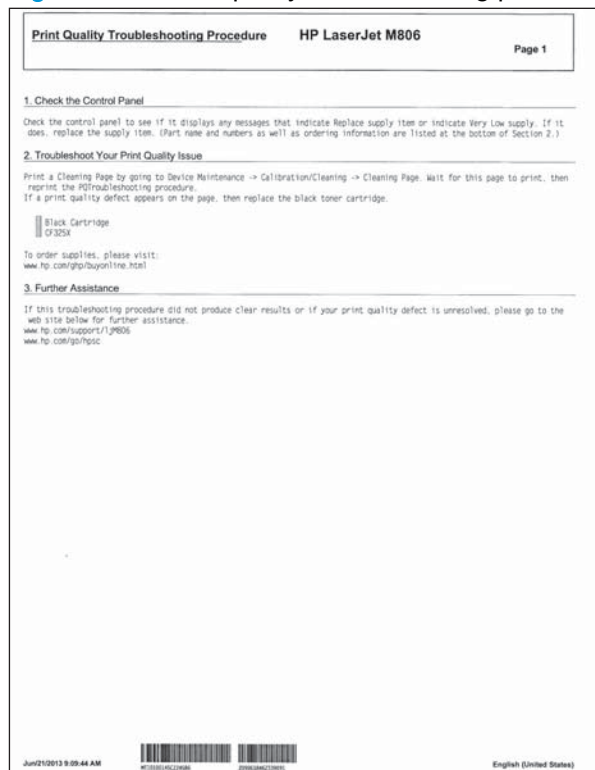 Print Quality Troubleshooting Procedure HP LaserJet M806
Page 1
1. Check the Control Panel
Check the control panel to see if it displays any messages that indicate Replace supply item or indicate Very Low supply. If it
does, replace the supply item. (Part name and numbers as well as ordering information are listed at the bottom of Section 2.)
2. Troubleshoot Your Print Quality Issue
Print a Cleaning Page by going to Device Maintenance -> Calibration/Cleaning -> Cleaning Page. Wait for this page to print, then
reprint the PQTroubleshooting procedure.
If a print quality defect appears on the page, then replace the black toner cartridge.
Black Cartridge
CF325X
To order supplies, please visit:
www.hp.com/ghp/buyonline.html
3. Further Assistance
If this troubleshooting procedure did not produce clear results or if your print quality defect is unresolved, please go to the
web site below for further assistance.
www.hp.com/support/ljM806
www.hp.com/go/hpsc
Jun/21/2013 9:09:44 AM
English (United States)